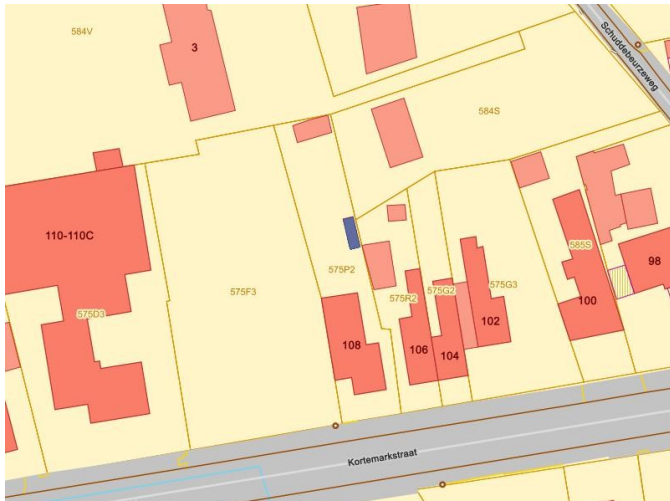 584V
3
Schuddebeurzeweg
584S
110-110C
585S
98
575P2
575F3
575R2
575G2
575G3
575D3
100
102
108
106
104
Kortemarkstraat